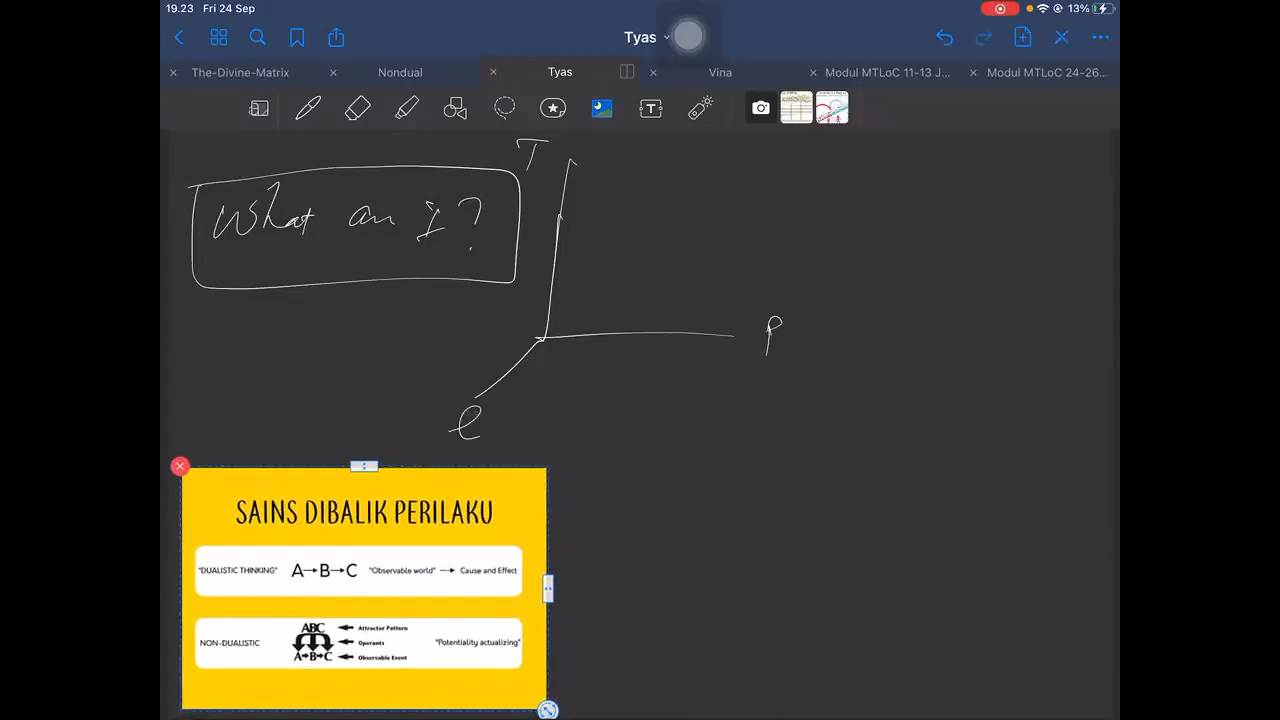 19.23 Fri 24 Sep
13%
Tyas
The-Divine-Matrix
Nondual
Tyas
Vina
Modul MTLoC 11-13 J...
Modul MTLoC 24-26...
T
What an I?
P
e
SAINS DIBALIK PERILAKU
"DUALISTIC THINKING" A→B→C "Observable world" → Cause and Effect
ABC ← Attractor Pattern
NON-DUALISTIC ← Operants "Potentiality actualizing"
A→B→C ← Observable Event